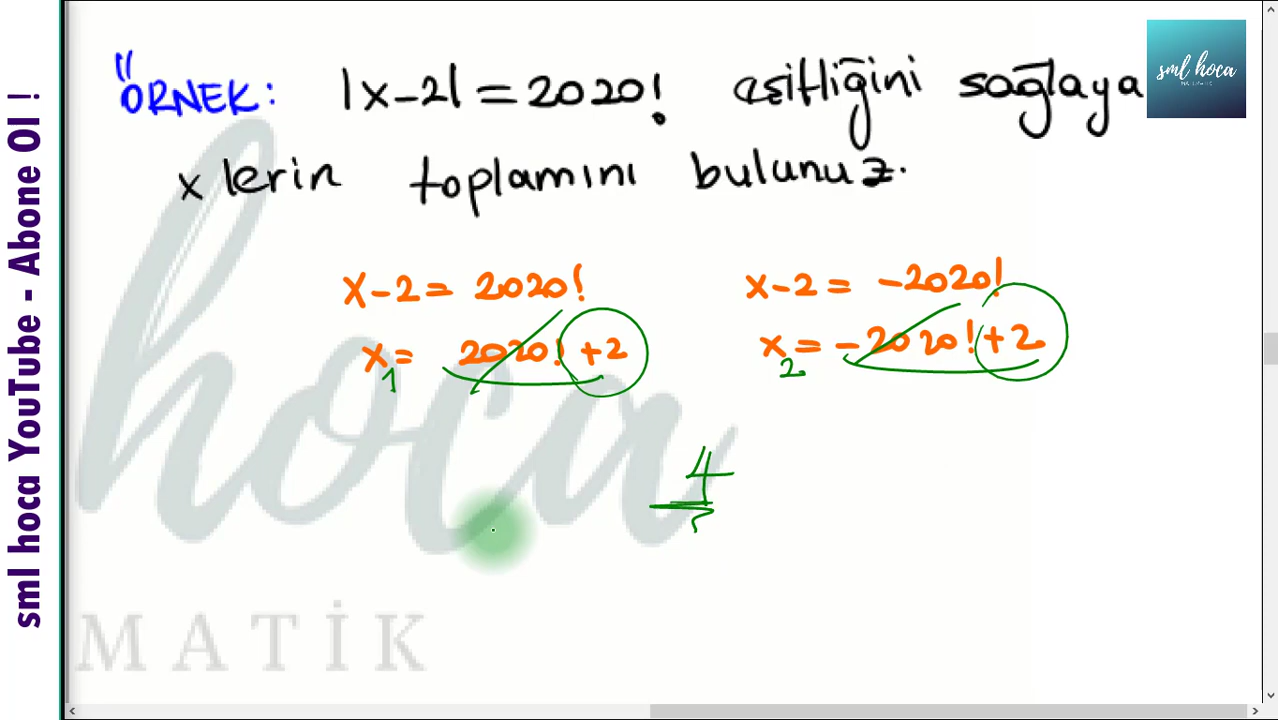 sml hoca YouTube - Abone Ol !
sml hoca
ÖRNEK: |x-2| = 2020! eşitliğini sağlaya
x lerin toplamını bulunuz.
x-2 = 2020! x-2 = -2020!
x₁ = 2020! +2 x₂ = -2020! +2
4
hoca
MATİK